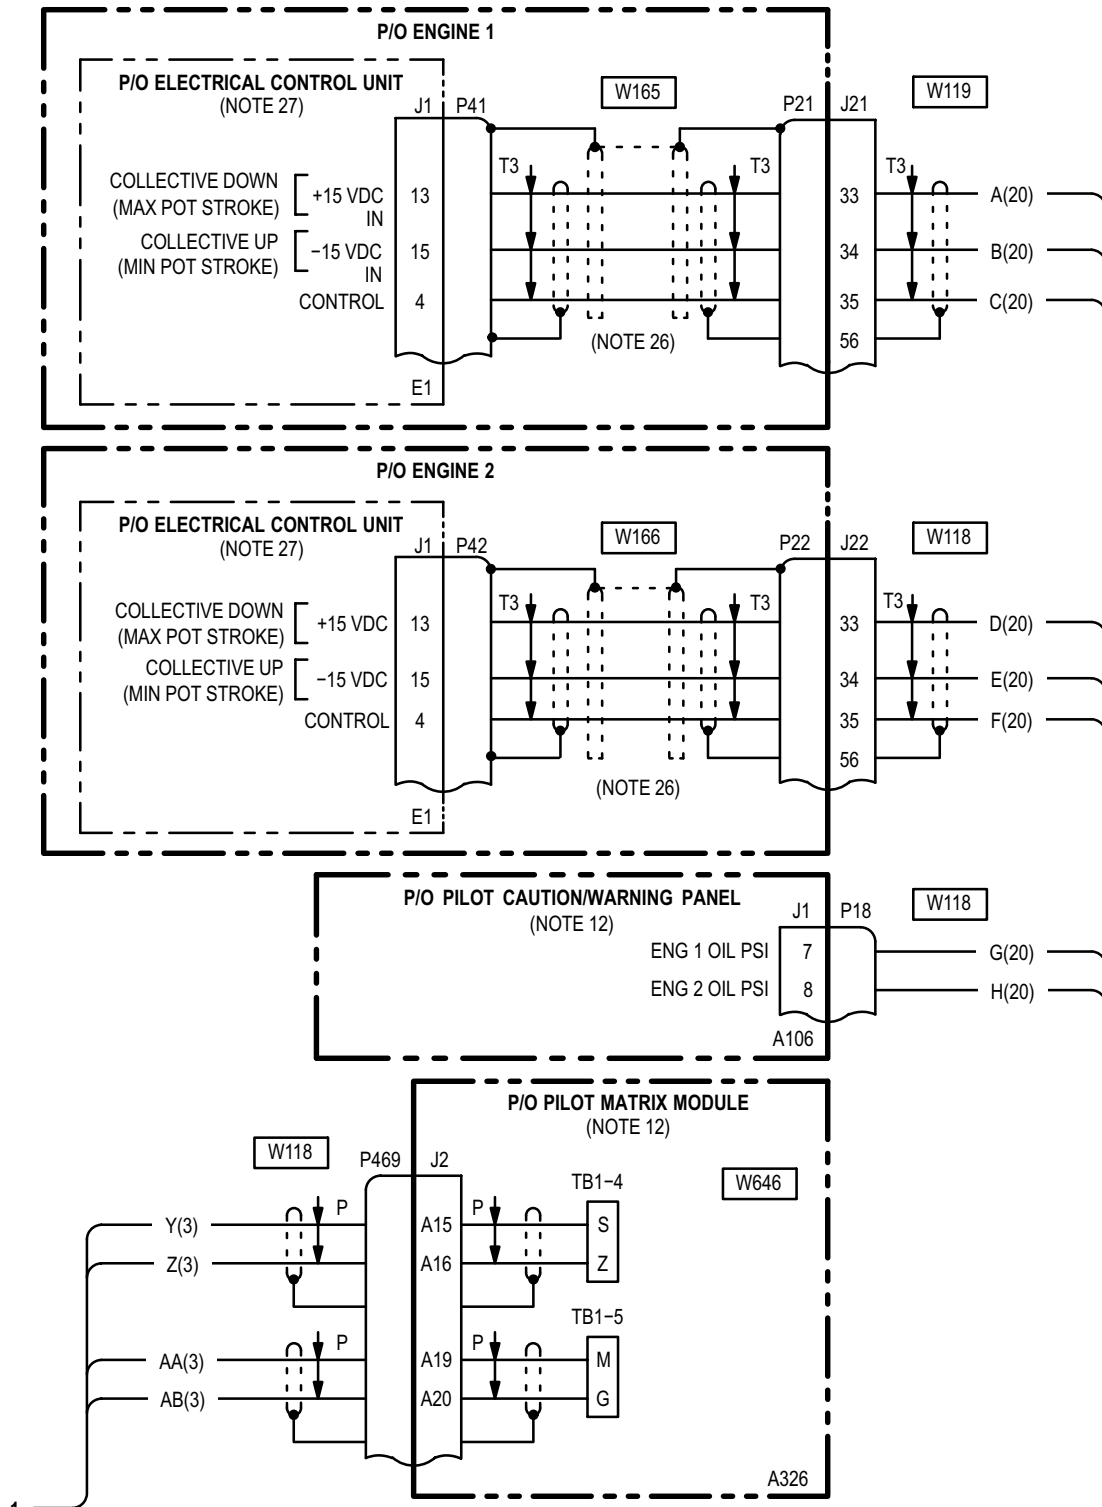 P/O ENGINE 1
P/O ELECTRICAL CONTROL UNIT
(NOTE 27)
J1 P41
W165
P21 J21
W119
COLLECTIVE DOWN
(MAX POT STROKE)
+15 VDC
IN
13
T3
T3
33
T3
A(20)
COLLECTIVE UP
(MIN POT STROKE)
−15 VDC
IN
15
34
B(20)
CONTROL
4
35
C(20)
(NOTE 26)
56
E1
P/O ENGINE 2
P/O ELECTRICAL CONTROL UNIT
(NOTE 27)
J1 P42
W166
P22 J22
W118
COLLECTIVE DOWN
(MAX POT STROKE)
+15 VDC
13
T3
T3
33
T3
D(20)
COLLECTIVE UP
(MIN POT STROKE)
−15 VDC
15
34
E(20)
CONTROL
4
35
F(20)
56
(NOTE 26)
E1
P/O PILOT CAUTION/WARNING PANEL
(NOTE 12)
J1 P18
W118
ENG 1 OIL PSI 7 G(20)
ENG 2 OIL PSI 8 H(20)
A106
P/O PILOT MATRIX MODULE
(NOTE 12)
W118
P469 J2
W646
TB1−4
Y(3) P A15 P S
Z(3) A16 Z
TB1−5
AA(3) P A19 P M
AB(3) A20 G
A326